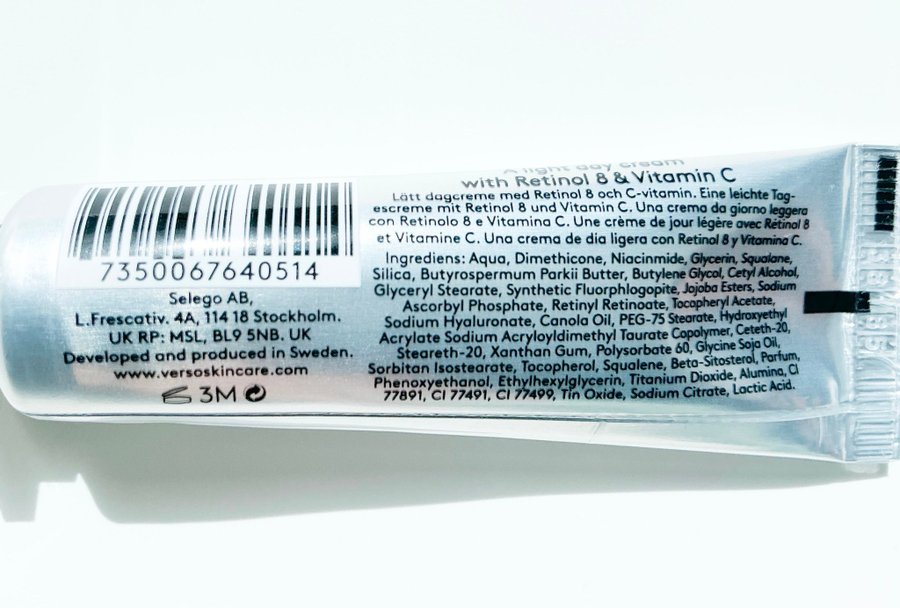 7350067640514
Selego AB,
L.Frescativ. 4A, 114 18 Stockholm.
UK RP: MSL, BL9 5NB. UK
Developed and produced in Sweden.
www.versoskincare.com
3M
A light day cream
with Retinol 8 & Vitamin C
Lätt dagcreme med Retinol 8 och C-vitamin. Eine leichte Tag-
escreme mit Retinol 8 und Vitamin C. Una crema da giorno leggera
con Retinolo 8 e Vitamina C. Une crème de jour légère avec Rétinol 8
et Vitamine C. Una crema de dia ligera con Retinol 8 y Vitamina C.
Ingrediens: Aqua, Dimethicone, Niacinmide, Glycerin, Squalane,
Silica, Butyrospermum Parkii Butter, Butylene Glycol, Cetyl Alcohol,
Glyceryl Stearate, Synthetic Fluorphlogopite, Jojoba Esters, Sodium
Ascorbyl Phosphate, Retinyl Retinoate, Tocopheryl Acetate,
Sodium Hyaluronate, Canola Oil, PEG-75 Stearate, Hydroxyethyl
Acrylate Sodium Acryloyldimethyl Taurate Copolymer, Ceteth-20,
Steareth-20, Xanthan Gum, Polysorbate 60, Glycine Soja Oil,
Sorbitan Isostearate, Tocopherol, Squalene, Beta-Sitosterol, Parfum,
Phenoxyethanol, Ethylhexylglycerin, Titanium Dioxide, Alumina, CI
77891, CI 77491, CI 77499, Tin Oxide, Sodium Citrate, Lactic Acid.